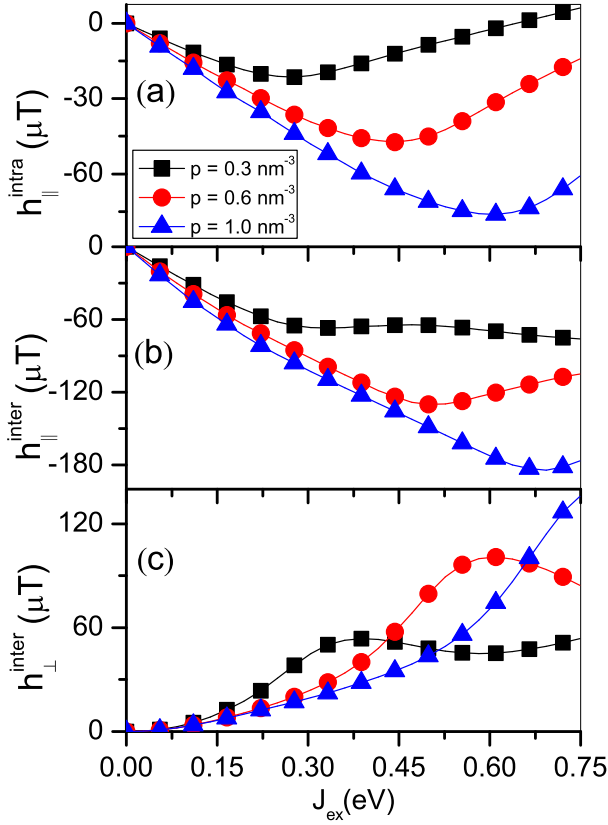 0
-30
-60
(a)
h∥^intra (μT)
p = 0.3 nm⁻³
p = 0.6 nm⁻³
p = 1.0 nm⁻³
0
-60
-120
-180
(b)
h∥^inter (μT)
120
60
0
(c)
h⊥^inter (μT)
0.00 0.15 0.30 0.45 0.60 0.75
J_ex(eV)